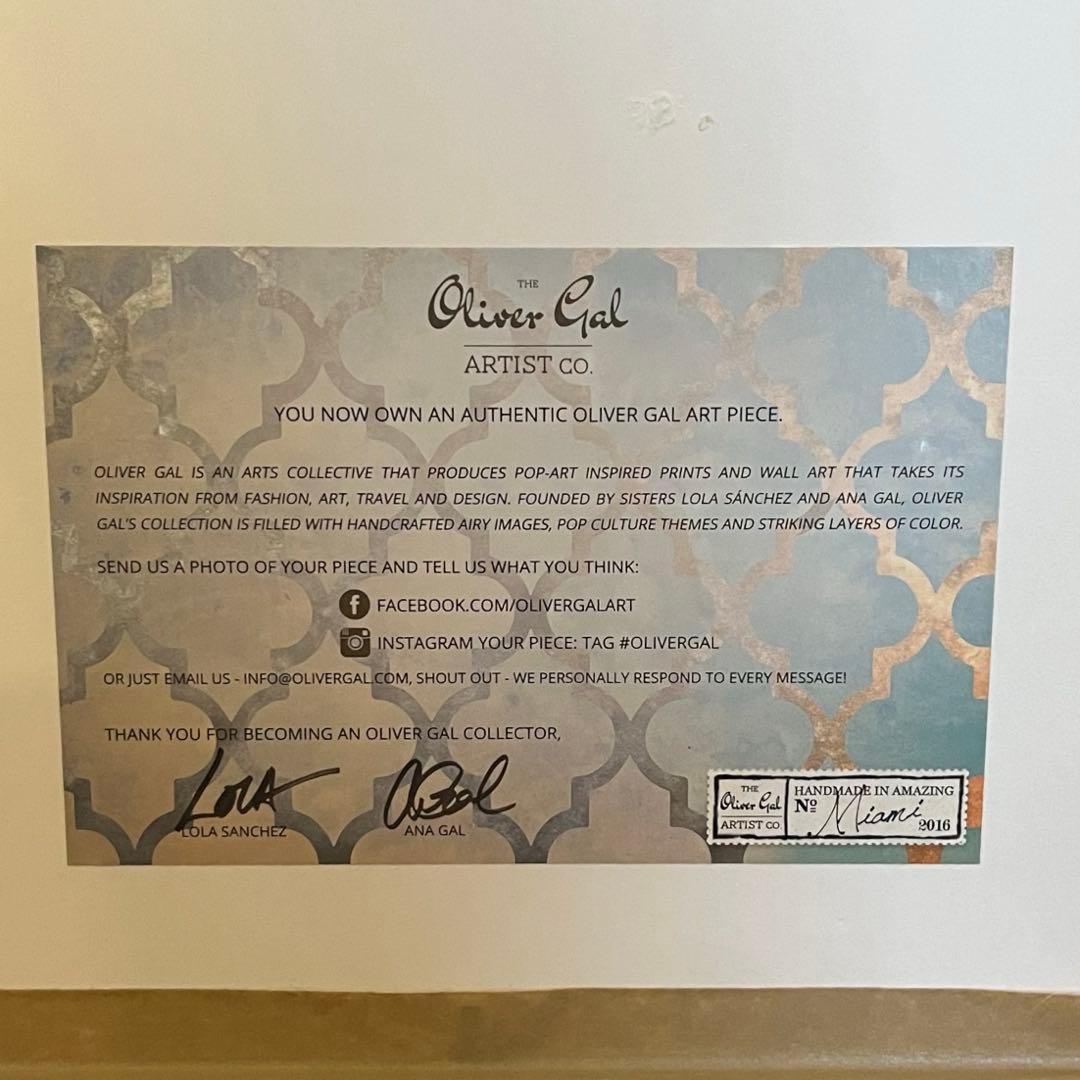 THE
Oliver Gal
ARTIST CO.
YOU NOW OWN AN AUTHENTIC OLIVER GAL ART PIECE.
OLIVER GAL IS AN ARTS COLLECTIVE THAT PRODUCES POP-ART INSPIRED PRINTS AND WALL ART THAT TAKES ITS
INSPIRATION FROM FASHION, ART, TRAVEL AND DESIGN. FOUNDED BY SISTERS LOLA SÁNCHEZ AND ANA GAL, OLIVER
GAL'S COLLECTION IS FILLED WITH HANDCRAFTED AIRY IMAGES, POP CULTURE THEMES AND STRIKING LAYERS OF COLOR.
SEND US A PHOTO OF YOUR PIECE AND TELL US WHAT YOU THINK:
f FACEBOOK.COM/OLIVERGALART
INSTAGRAM YOUR PIECE: TAG #OLIVERGAL
OR JUST EMAIL US - INFO@OLIVERGAL.COM, SHOUT OUT - WE PERSONALLY RESPOND TO EVERY MESSAGE!
THANK YOU FOR BECOMING AN OLIVER GAL COLLECTOR,
LOLA
LOLA SANCHEZ
ANA GAL
THE
Oliver Gal
ARTIST CO.
HANDMADE IN AMAZING
Nº Miami
2016